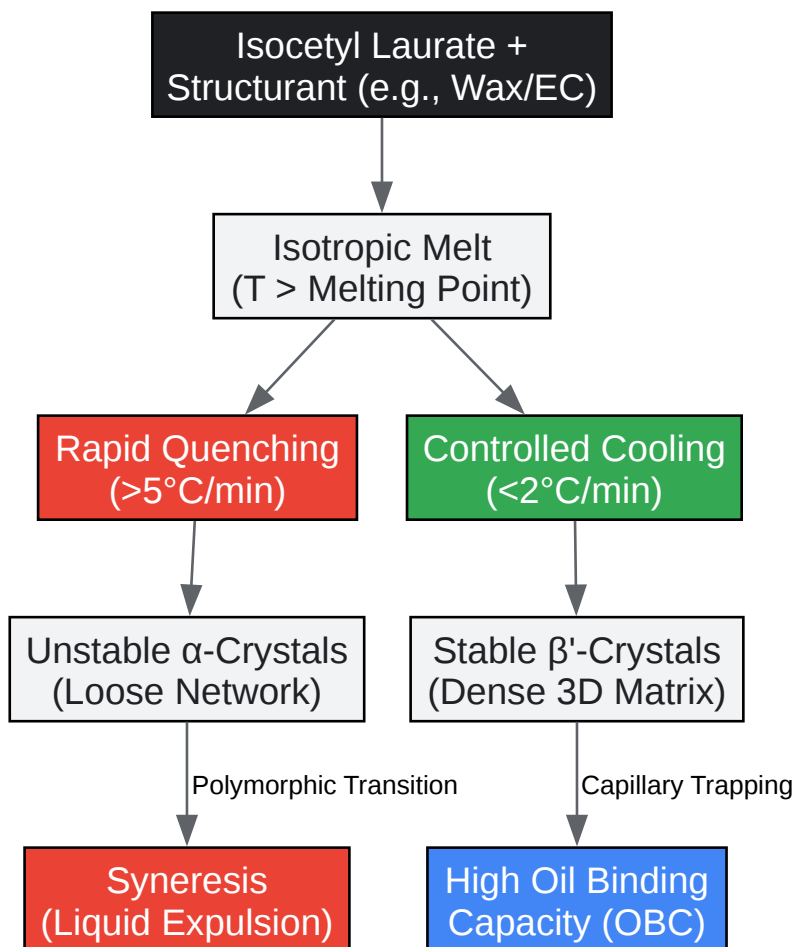 Isocetyl Laurate +
Structurant (e.g., Wax/EC)
Isotropic Melt
(T > Melting Point)
Rapid Quenching
(>5°C/min)
Controlled Cooling
(<2°C/min)
Unstable α-Crystals
(Loose Network)
Stable β'-Crystals
(Dense 3D Matrix)
Polymorphic Transition
Capillary Trapping
Syneresis
(Liquid Expulsion)
High Oil Binding
Capacity (OBC)